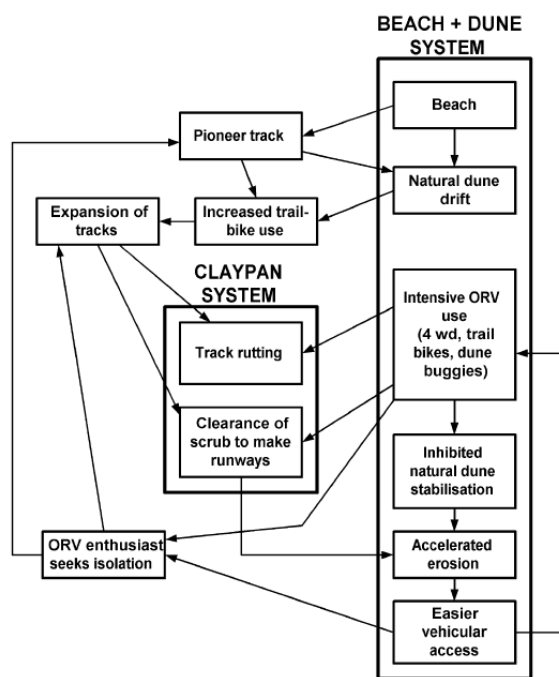 BEACH + DUNE
SYSTEM
Beach
Pioneer track
Natural dune
drift
Expansion of
tracks
Increased trail-
bike use
CLAYPAN
SYSTEM
Intensive ORV
use
(4 wd, trail
bikes, dune
buggies)
Track rutting
Clearance of
scrub to make
runways
Inhibited
natural dune
stabilisation
ORV enthusiast
seeks isolation
Accelerated
erosion
Easier
vehicular
access